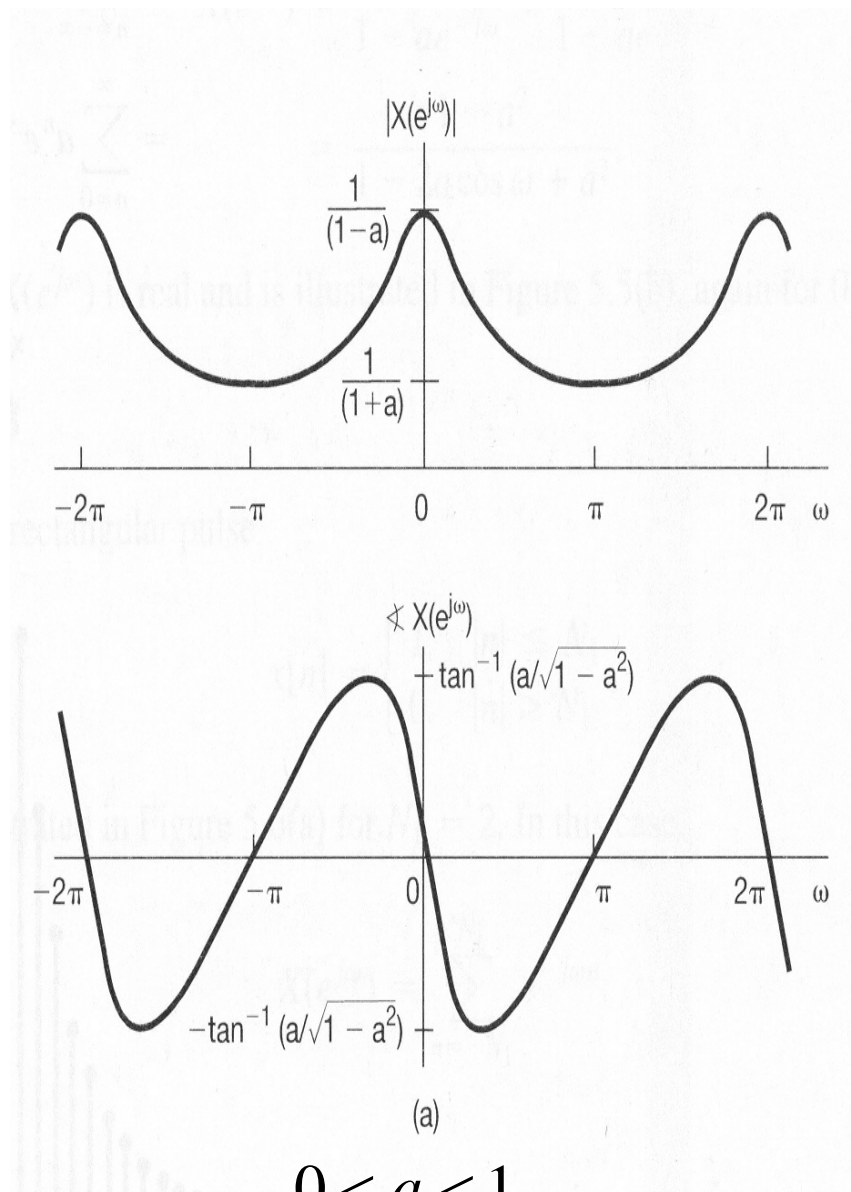 |X(e^{jω})|
1/(1−a)
1/(1+a)
−2π −π 0 π 2π ω
∢ X(e^{jω})
tan⁻¹ (a/√1 − a²)
−2π −π 0 π 2π ω
−tan⁻¹ (a/√1 − a²)
(a)
0 < a < 1